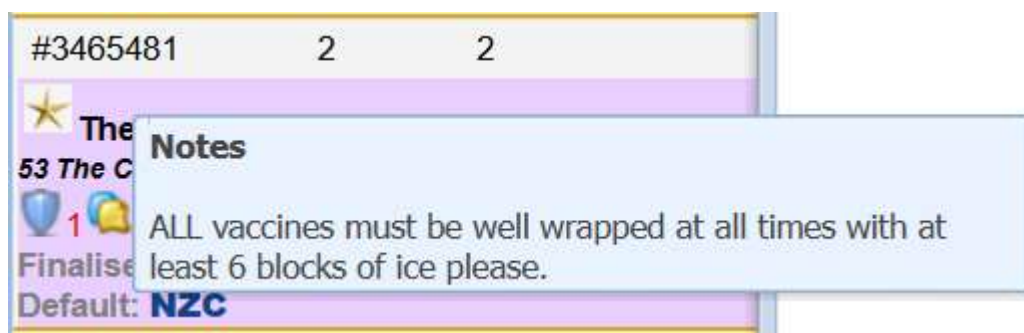 #3465481 2 2
The
53 The C
1
Notes
ALL vaccines must be well wrapped at all times with at
least 6 blocks of ice please.
Finalise
Default: NZC